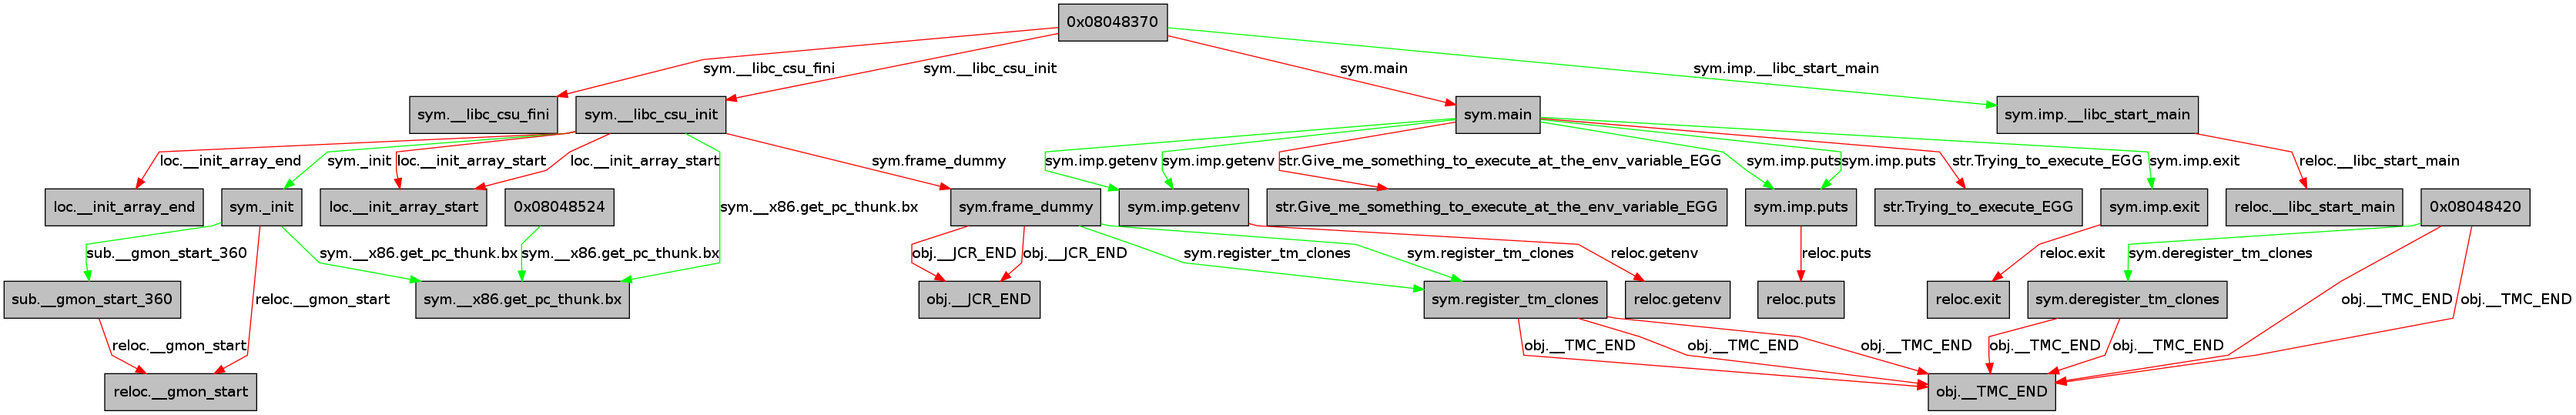 0x08048370
sym.__libc_csu_fini
sym.__libc_csu_init
sym.main
sym.imp.__libc_start_main
sym.__libc_csu_fini
sym.__libc_csu_init
sym.main
sym.imp.__libc_start_main
loc.__init_array_end
sym._init
loc.__init_array_start
loc.__init_array_start
sym.frame_dummy
sym.imp.getenv
sym.imp.getenv
str.Give_me_something_to_execute_at_the_env_variable_EGG
sym.imp.puts
sym.imp.puts
str.Trying_to_execute_EGG
sym.imp.exit
reloc.__libc_start_main
loc.__init_array_end
sym._init
loc.__init_array_start
0x08048524
sym.__x86.get_pc_thunk.bx
sym.frame_dummy
sym.imp.getenv
str.Give_me_something_to_execute_at_the_env_variable_EGG
sym.imp.puts
str.Trying_to_execute_EGG
sym.imp.exit
reloc.__libc_start_main
0x08048420
sub.__gmon_start_360
sym.__x86.get_pc_thunk.bx
sym.__x86.get_pc_thunk.bx
obj.__JCR_END
obj.__JCR_END
sym.register_tm_clones
sym.register_tm_clones
reloc.getenv
reloc.puts
reloc.exit
sym.deregister_tm_clones
sub.__gmon_start_360
reloc.__gmon_start
sym.__x86.get_pc_thunk.bx
obj.__JCR_END
sym.register_tm_clones
reloc.getenv
reloc.puts
reloc.exit
sym.deregister_tm_clones
obj.__TMC_END
obj.__TMC_END
reloc.__gmon_start
obj.__TMC_END
obj.__TMC_END
obj.__TMC_END
obj.__TMC_END
obj.__TMC_END
reloc.__gmon_start
obj.__TMC_END